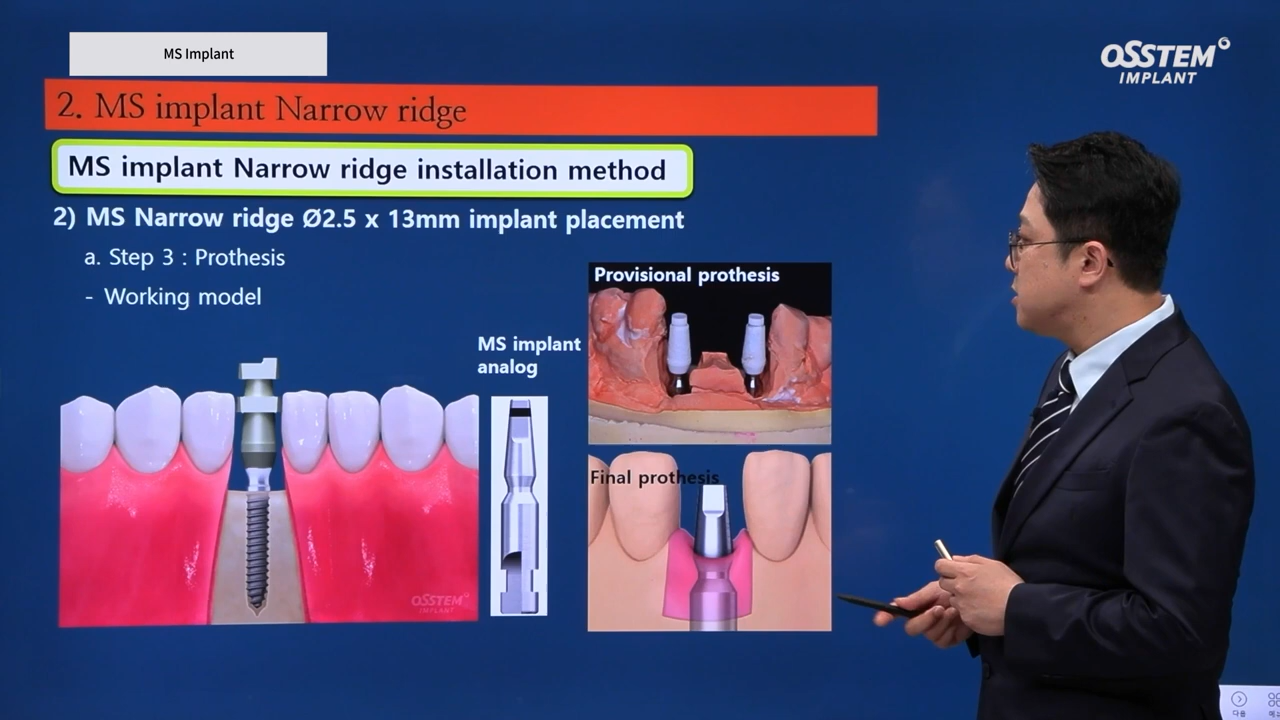 MS Implant
OSSTEM
IMPLANT
2. MS implant Narrow ridge
MS implant Narrow ridge installation method
2) MS Narrow ridge Ø2.5 x 13mm implant placement
a. Step 3 : Prothesis
- Working model
Provisional prothesis
MS implant
analog
Final prothesis
OSSTEM
IMPLANT
다음